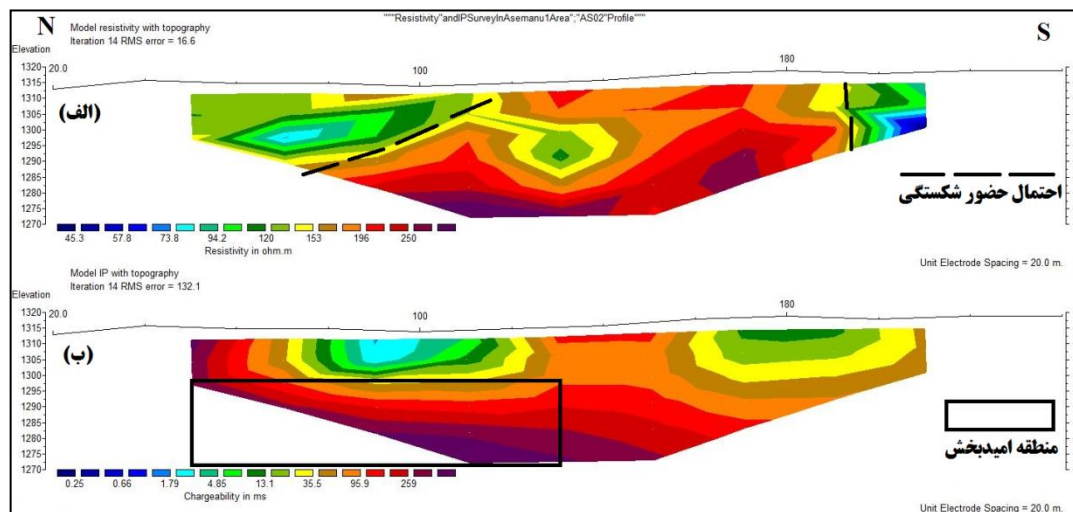 """Resistivity"andIPSurveyInAsemanu1Area";"AS02"Profile"""
N
S
Model resistivity with topography
Iteration 14 RMS error = 16.6
Elevation
20.0
100
180
1320
1315
1310
1305
1300
1295
1290
1285
1280
1275
1270
(الف)
احتمال حضور شکستگی
45.3 57.8 73.8 94.2 120 153 196 250
Resistivity in ohm.m
Unit Electrode Spacing = 20.0 m.
Model IP with topography
Iteration 14 RMS error = 132.1
Elevation
20.0
100
180
1320
1315
1310
1305
1300
1295
1290
1285
1280
1275
1270
(ب)
منطقه امیدبخش
0.25 0.66 1.79 4.85 13.1 35.5 95.9 259
Chargeability in ms
Unit Electrode Spacing = 20.0 m.